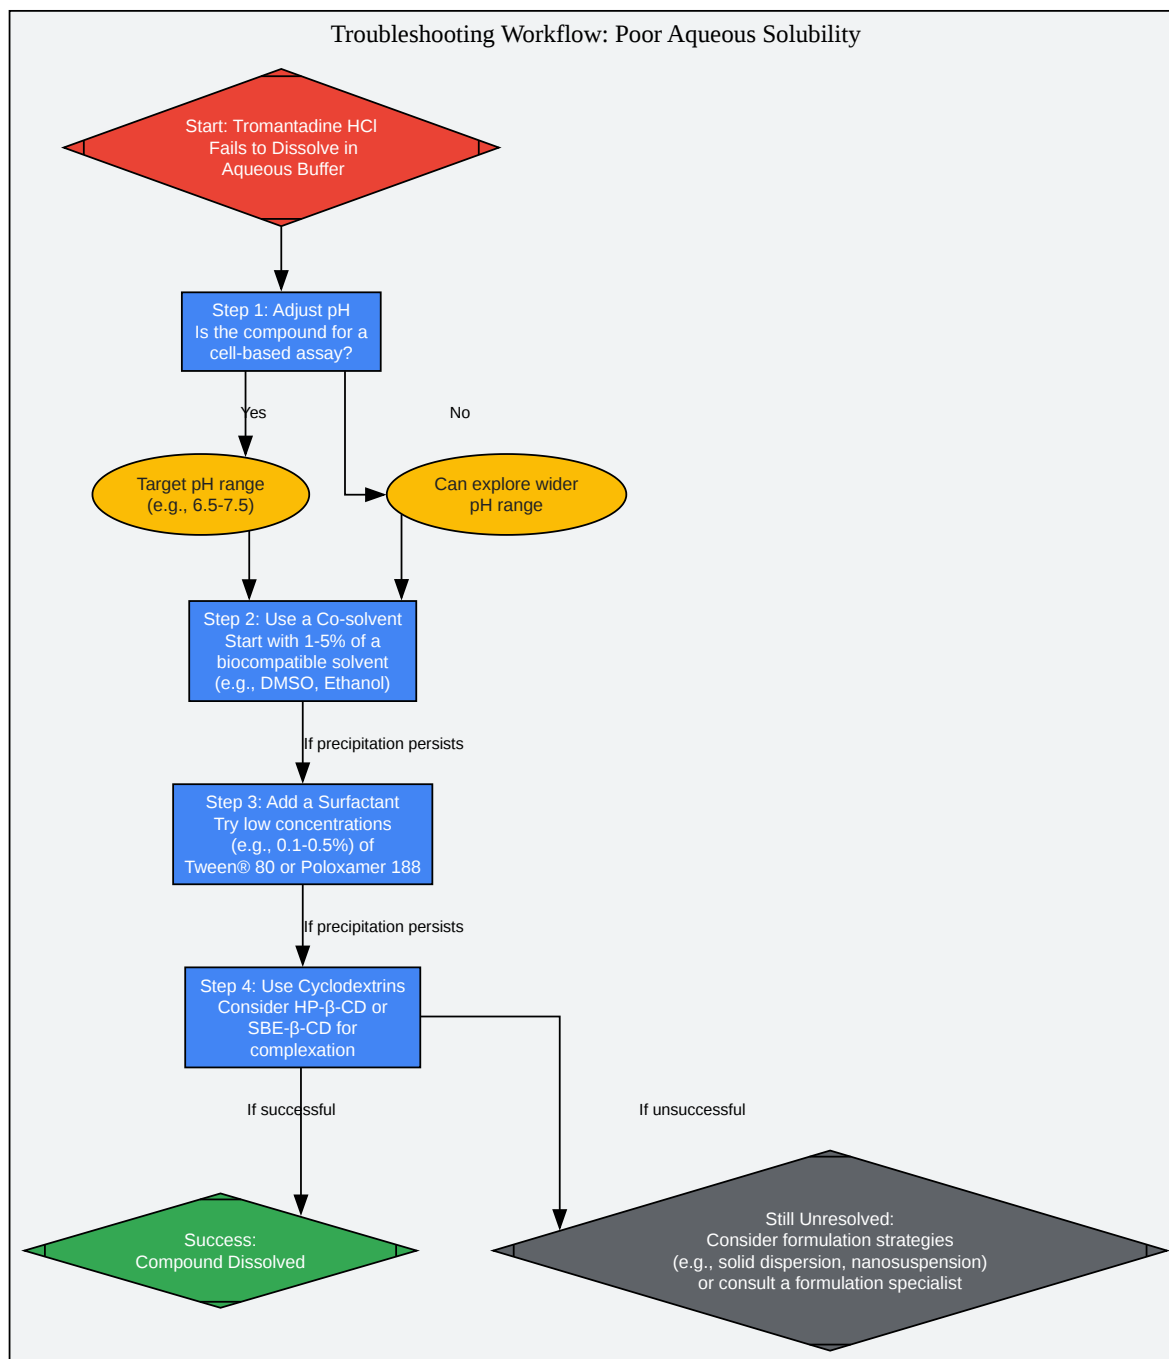 Troubleshooting Workflow: Poor Aqueous Solubility
Start: Tromantadine HCl
Fails to Dissolve in
Aqueous Buffer
Step 1: Adjust pH
Is the compound for a
cell-based assay?
Yes
No
Target pH range
(e.g., 6.5-7.5)
Can explore wider
pH range
Step 2: Use a Co-solvent
Start with 1-5% of a
biocompatible solvent
(e.g., DMSO, Ethanol)
If precipitation persists
Step 3: Add a Surfactant
Try low concentrations
(e.g., 0.1-0.5%) of
Tween® 80 or Poloxamer 188
If precipitation persists
Step 4: Use Cyclodextrins
Consider HP-β-CD or
SBE-β-CD for
complexation
If successful
If unsuccessful
Success:
Compound Dissolved
Still Unresolved:
Consider formulation strategies
(e.g., solid dispersion, nanosuspension)
or consult a formulation specialist